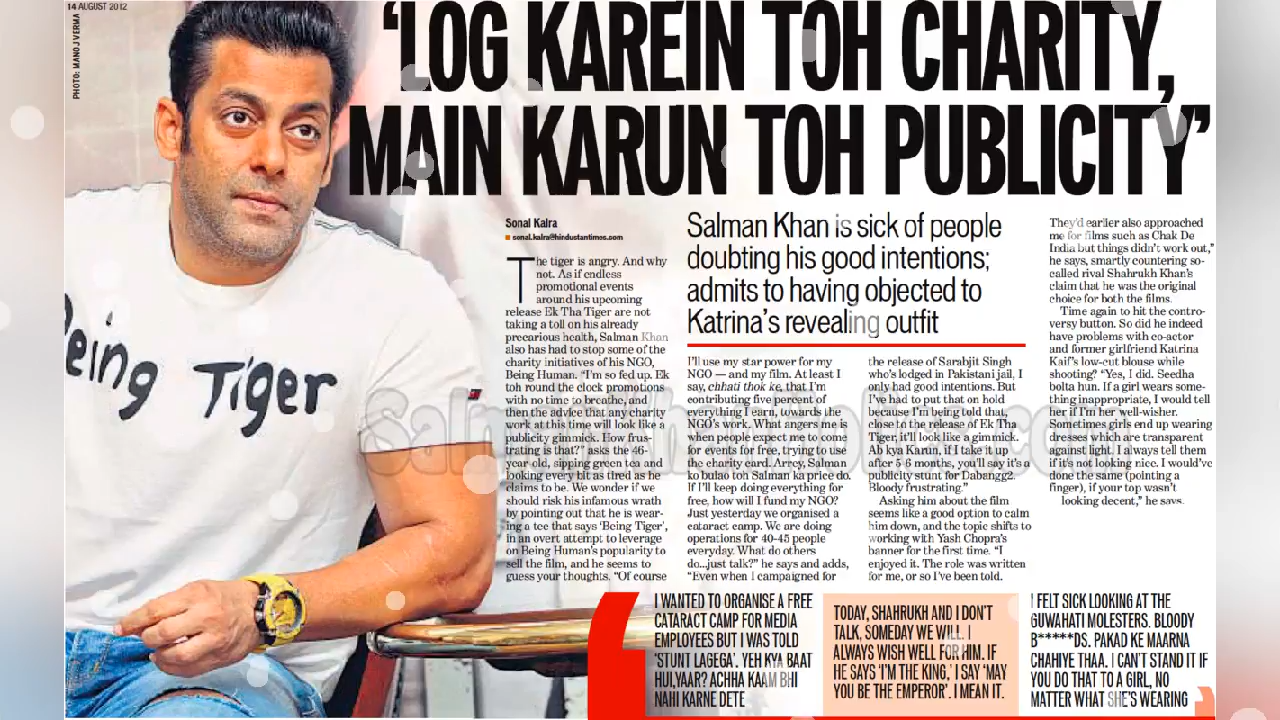 14 AUGUST 2012
PHOTO: MANOJ VERMA
‘LOG KAREIN TOH CHARITY,
MAIN KARUN TOH PUBLICITY’
Being Tiger
Sonal Kalra
sonal.kalra@hindustantimes.com
The tiger is angry. And why
not. As if endless
promotional events
around his upcoming
release Ek Tha Tiger are not
taking a toll on his already
precarious health, Salman Khan
also has had to stop some of the
charity initiatives of his NGO,
Being Human. “I’m so fed up. Ek
toh round the clock promotions
with no time to breathe, and
then the advice that any charity
work at this time will look like a
publicity gimmick. How frus-
trating is that?” asks the 46-
year-old, sipping green tea and
looking every bit as tired as he
claims to be. We wonder if we
should risk his infamous wrath
by pointing out that he is wear-
ing a tee that says ‘Being Tiger’,
in an overt attempt to leverage
on Being Human’s popularity to
sell the film, and he seems to
guess your thoughts. “Of course
Salman Khan is sick of people
doubting his good intentions;
admits to having objected to
Katrina’s revealing outfit
I’ll use my star power for my
NGO — and my film. At least I
say, chhati thok ke, that I’m
contributing five percent of
everything I earn, towards the
NGO’s work. What angers me is
when people expect me to come
for events for free, trying to use
the charity card. Arrey, Salman
ko bulao toh Salman ka price do.
If I’ll keep doing everything for
free, how will I fund my NGO?
Just yesterday we organised a
cataract camp. We are doing
operations for 40-45 people
everyday. What do others
do...just talk?” he says and adds,
“Even when I campaigned for
the release of Sarabjit Singh
who’s lodged in Pakistani jail, I
only had good intentions. But
I’ve had to put that on hold
because I’m being told that,
close to the release of Ek Tha
Tiger, it’ll look like a gimmick.
Ab kya Karun, if I take it up
after 5-6 months, you’ll say it’s a
publicity stunt for Dabangg2.
Bloody frustrating.”
Asking him about the film
seems like a good option to calm
him down, and the topic shifts to
working with Yash Chopra’s
banner for the first time. “I
enjoyed it. The role was written
for me, or so I’ve been told.
They’d earlier also approached
me for films such as Chak De
India but things didn’t work out,”
he says, smartly countering so-
called rival Shahrukh Khan’s
claim that he was the original
choice for both the films.
Time again to hit the contro-
versy button. So did he indeed
have problems with co-actor
and former girlfriend Katrina
Kaif’s low-cut blouse while
shooting? “Yes, I did. Seedha
bolta hun. If a girl wears some-
thing inappropriate, I would tell
her if I’m her well-wisher.
Sometimes girls end up wearing
dresses which are transparent
against light. I always tell them
if it’s not looking nice. I would’ve
done the same (pointing a
finger), if your top wasn’t
looking decent,” he says.
I WANTED TO ORGANISE A FREE
CATARACT CAMP FOR MEDIA
EMPLOYEES BUT I WAS TOLD
‘STUNT LAGEGA’. YEH KYA BAAT
HUI,YAAR? ACHHA KAAM BHI
NAHI KARNE DETE
TODAY, SHAHRUKH AND I DON’T
TALK, SOMEDAY WE WILL. I
ALWAYS WISH WELL FOR HIM. IF
HE SAYS ‘I’M THE KING,’ I SAY ‘MAY
YOU BE THE EMPEROR’. I MEAN IT.
I FELT SICK LOOKING AT THE
GUWAHATI MOLESTERS. BLOODY
B*****DS. PAKAD KE MAARNA
CHAHIYE THAA. I CAN’T STAND IT IF
YOU DO THAT TO A GIRL, NO
MATTER WHAT SHE’S WEARING